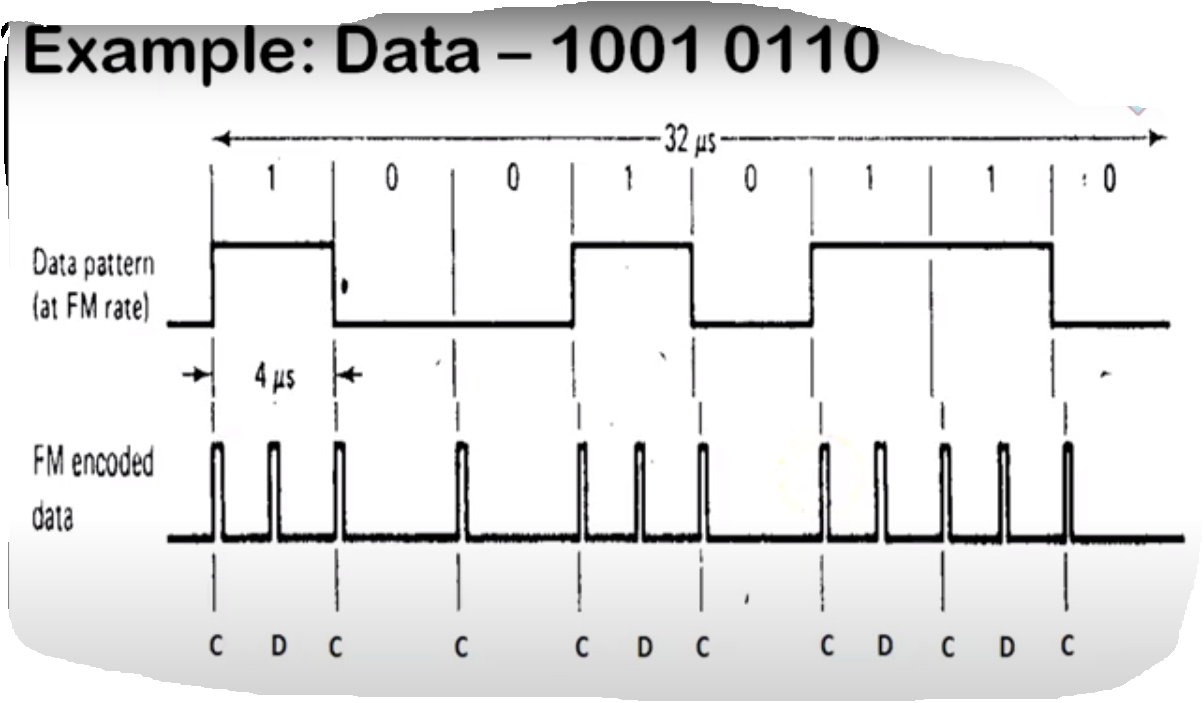 Example: Data – 1001 0110
32 μs
1 0 0 1 0 1 1 0
Data pattern
(at FM rate)
4 μs
FM encoded
data
C D C C C D C C D C D C